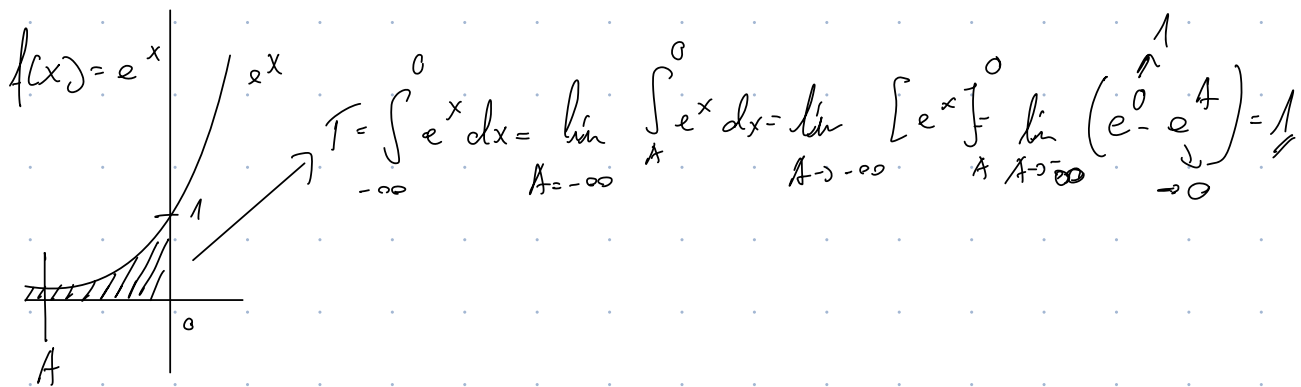 f(x) = e^x
e^x
T = ∫_{-∞}^{0} e^x dx = lim_{A=-∞} ∫_{A}^{0} e^x dx = lim_{A→-∞} [e^x]_{A}^{0} = lim_{A→-∞} (e^0 - e^A) = 1
1
→0
1
0
A